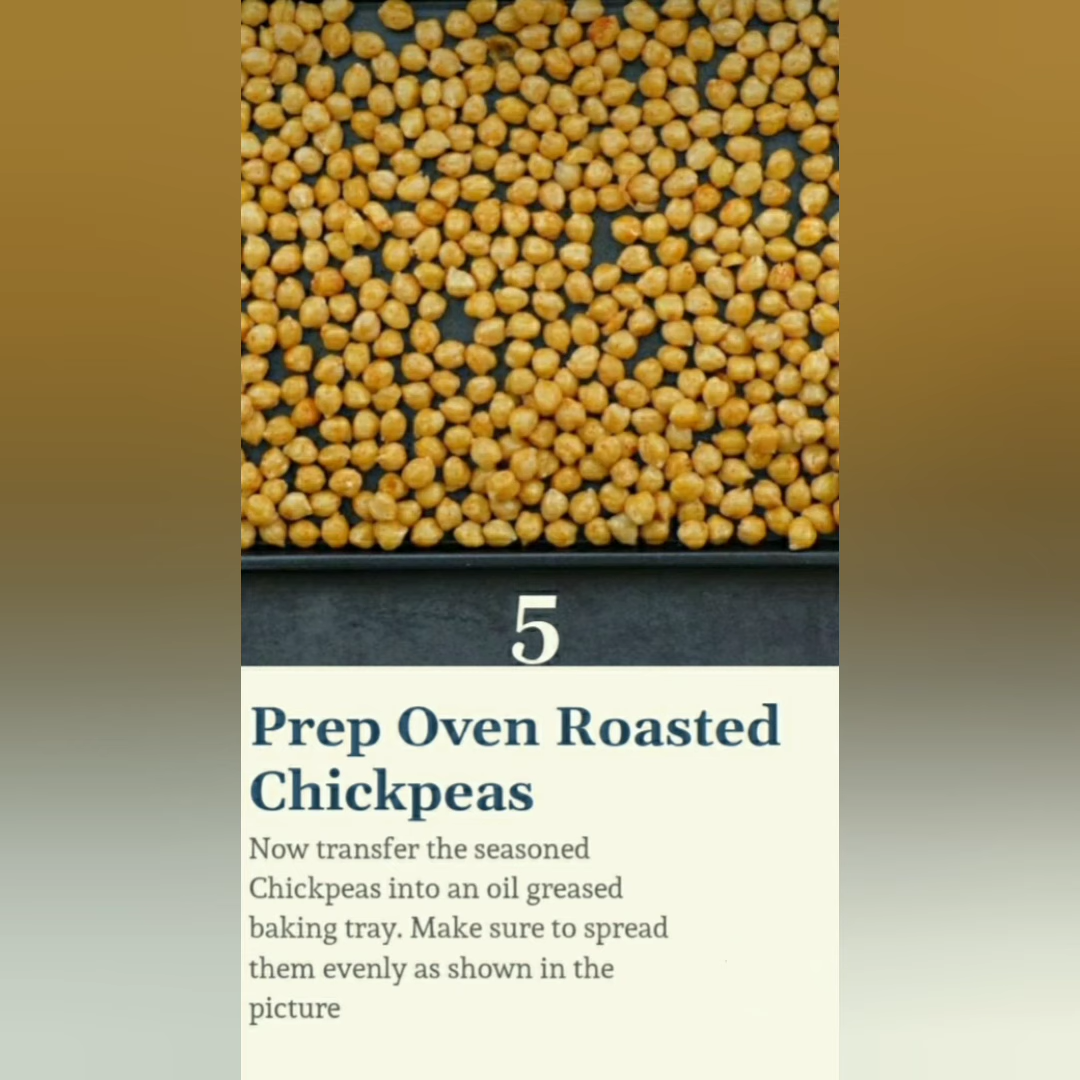 5
Prep Oven Roasted
Chickpeas
Now transfer the seasoned
Chickpeas into an oil greased
baking tray. Make sure to spread
them evenly as shown in the
picture